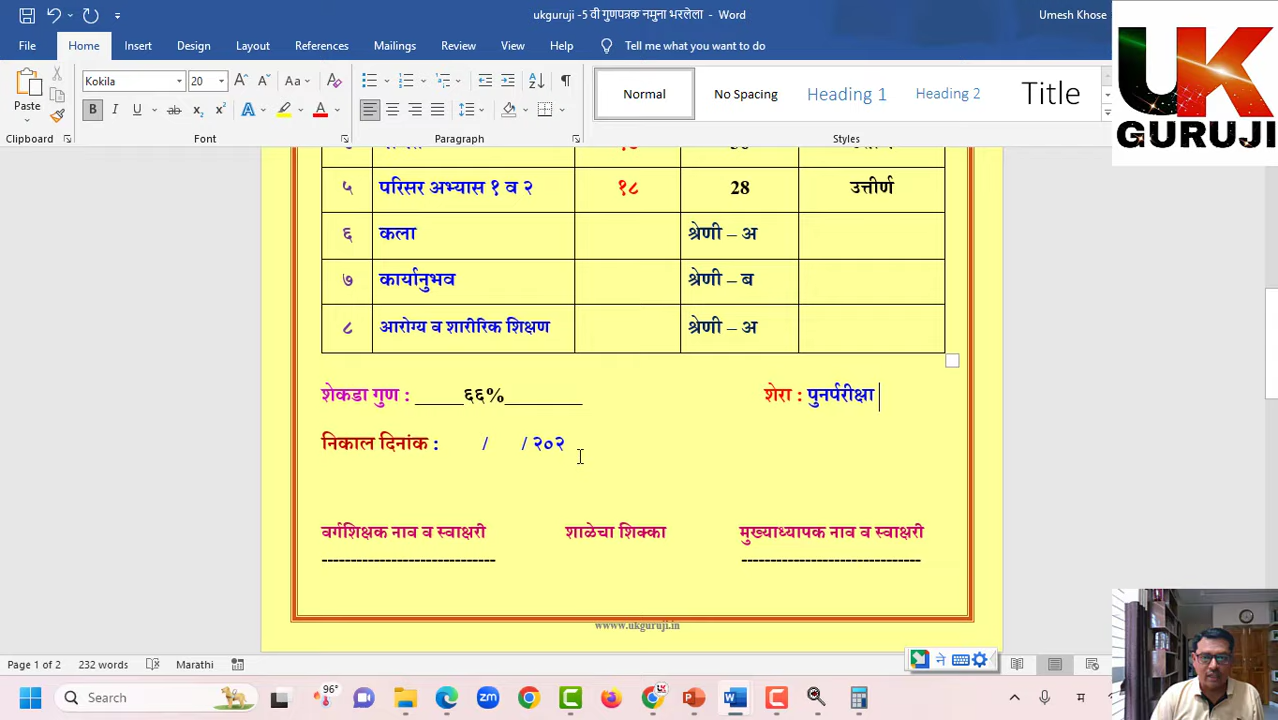 ukguruji -5 वी गुणपत्रक नमुना भरलेला - Word
Umesh Khose
File Home Insert Design Layout References Mailings Review View Help Tell me what you want to do
Kokila 20
Paste
Normal No Spacing Heading 1 Heading 2 Title
Clipboard Font Paragraph Styles
UK
GURUJI
५ परिसर अभ्यास १ व २ १८ 28 उत्तीर्ण
६ कला श्रेणी – अ
७ कार्यानुभव श्रेणी – ब
८ आरोग्य व शारीरिक शिक्षण श्रेणी – अ
शेकडा गुण : _____६६%________ शेरा : पुनर्परीक्षा
निकाल दिनांक : / / २०२
वर्गशिक्षक नाव व स्वाक्षरी शाळेचा शिक्का मुख्याध्यापक नाव व स्वाक्षरी
----------------------------- ------------------------------
www.ukguruji.in
Page 1 of 2 232 words Marathi
ने
Search 96° zm म